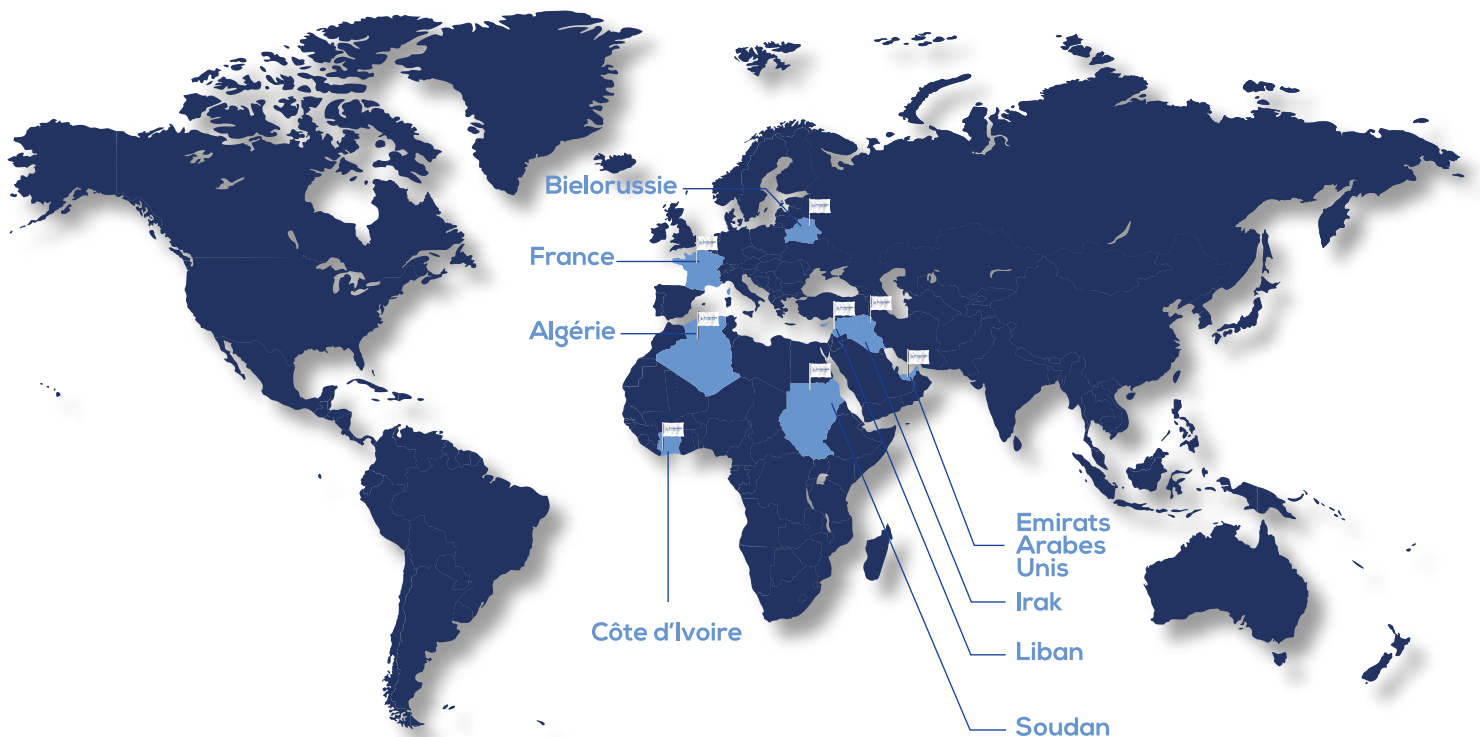 Bielorussie
France
Algérie
Côte d'Ivoire
Emirats
Arabes
Unis
Irak
Liban
Soudan